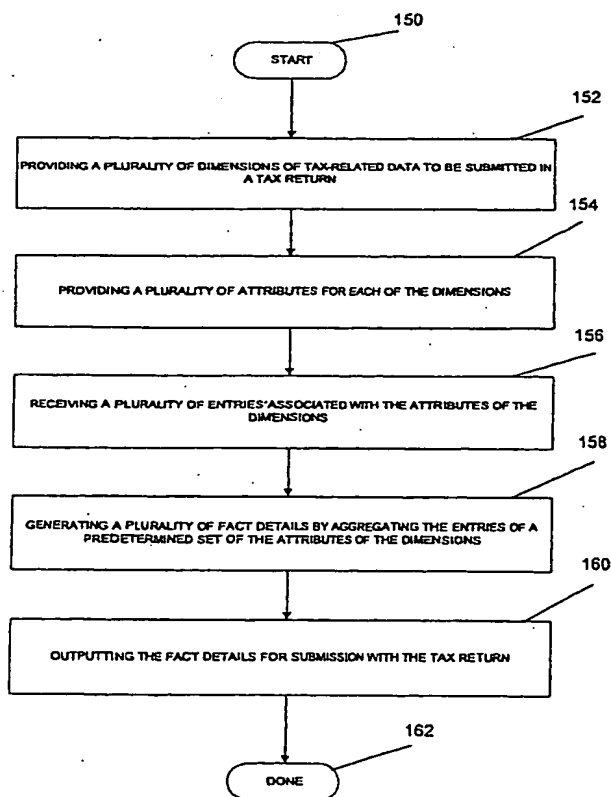 150
START
152
PROVIDING A PLURALITY OF DIMENSIONS OF TAX-RELATED DATA TO BE SUBMITTED IN
A TAX RETURN
154
PROVIDING A PLURALITY OF ATTRIBUTES FOR EACH OF THE DIMENSIONS
156
RECEIVING A PLURALITY OF ENTRIES ASSOCIATED WITH THE ATTRIBUTES OF THE
DIMENSIONS
158
GENERATING A PLURALITY OF FACT DETAILS BY AGGREGATING THE ENTRIES OF A
PREDETERMINED SET OF THE ATTRIBUTES OF THE DIMENSIONS
160
OUTPUTTING THE FACT DETAILS FOR SUBMISSION WITH THE TAX RETURN
162
DONE